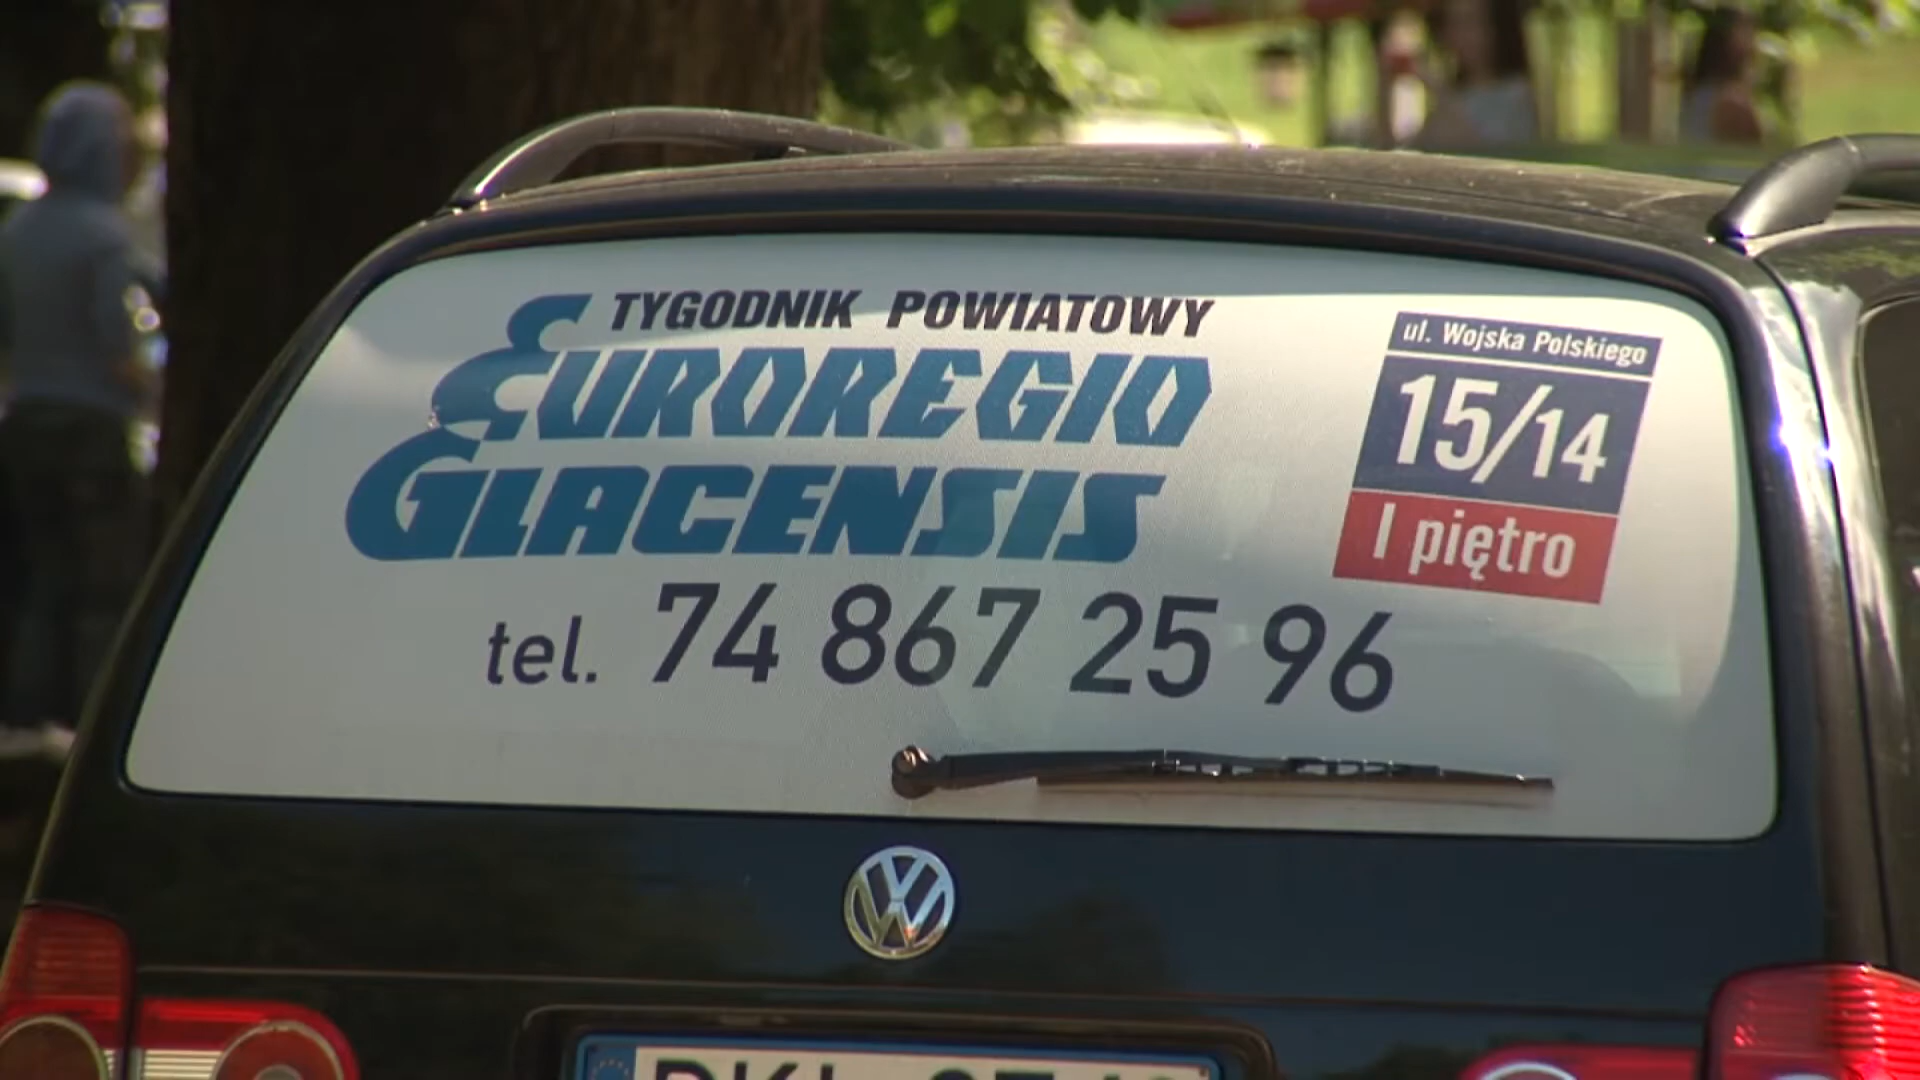 TYGODNIK POWIATOWY
EUROREGIO
GLACENSIS
tel. 74 867 25 96
ul. Wojska Polskiego
15/14
I piętro